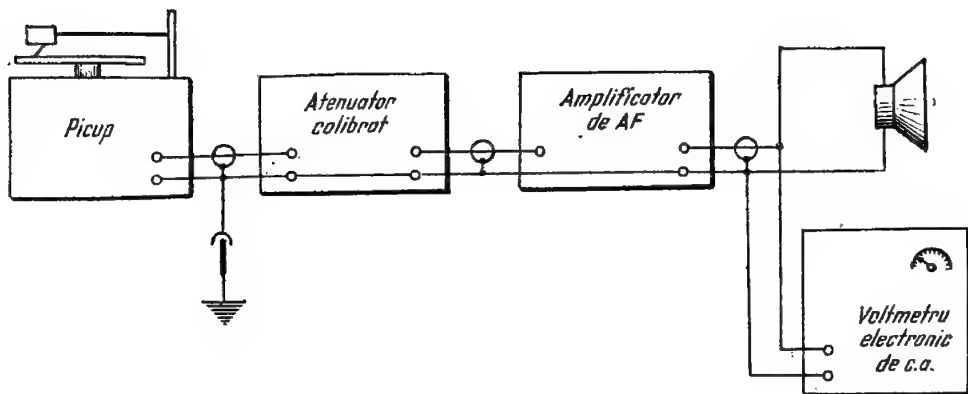 Picup
Atenuator
calibrat
Amplificator
de AF
Voltmetru
electronic
de c.a.